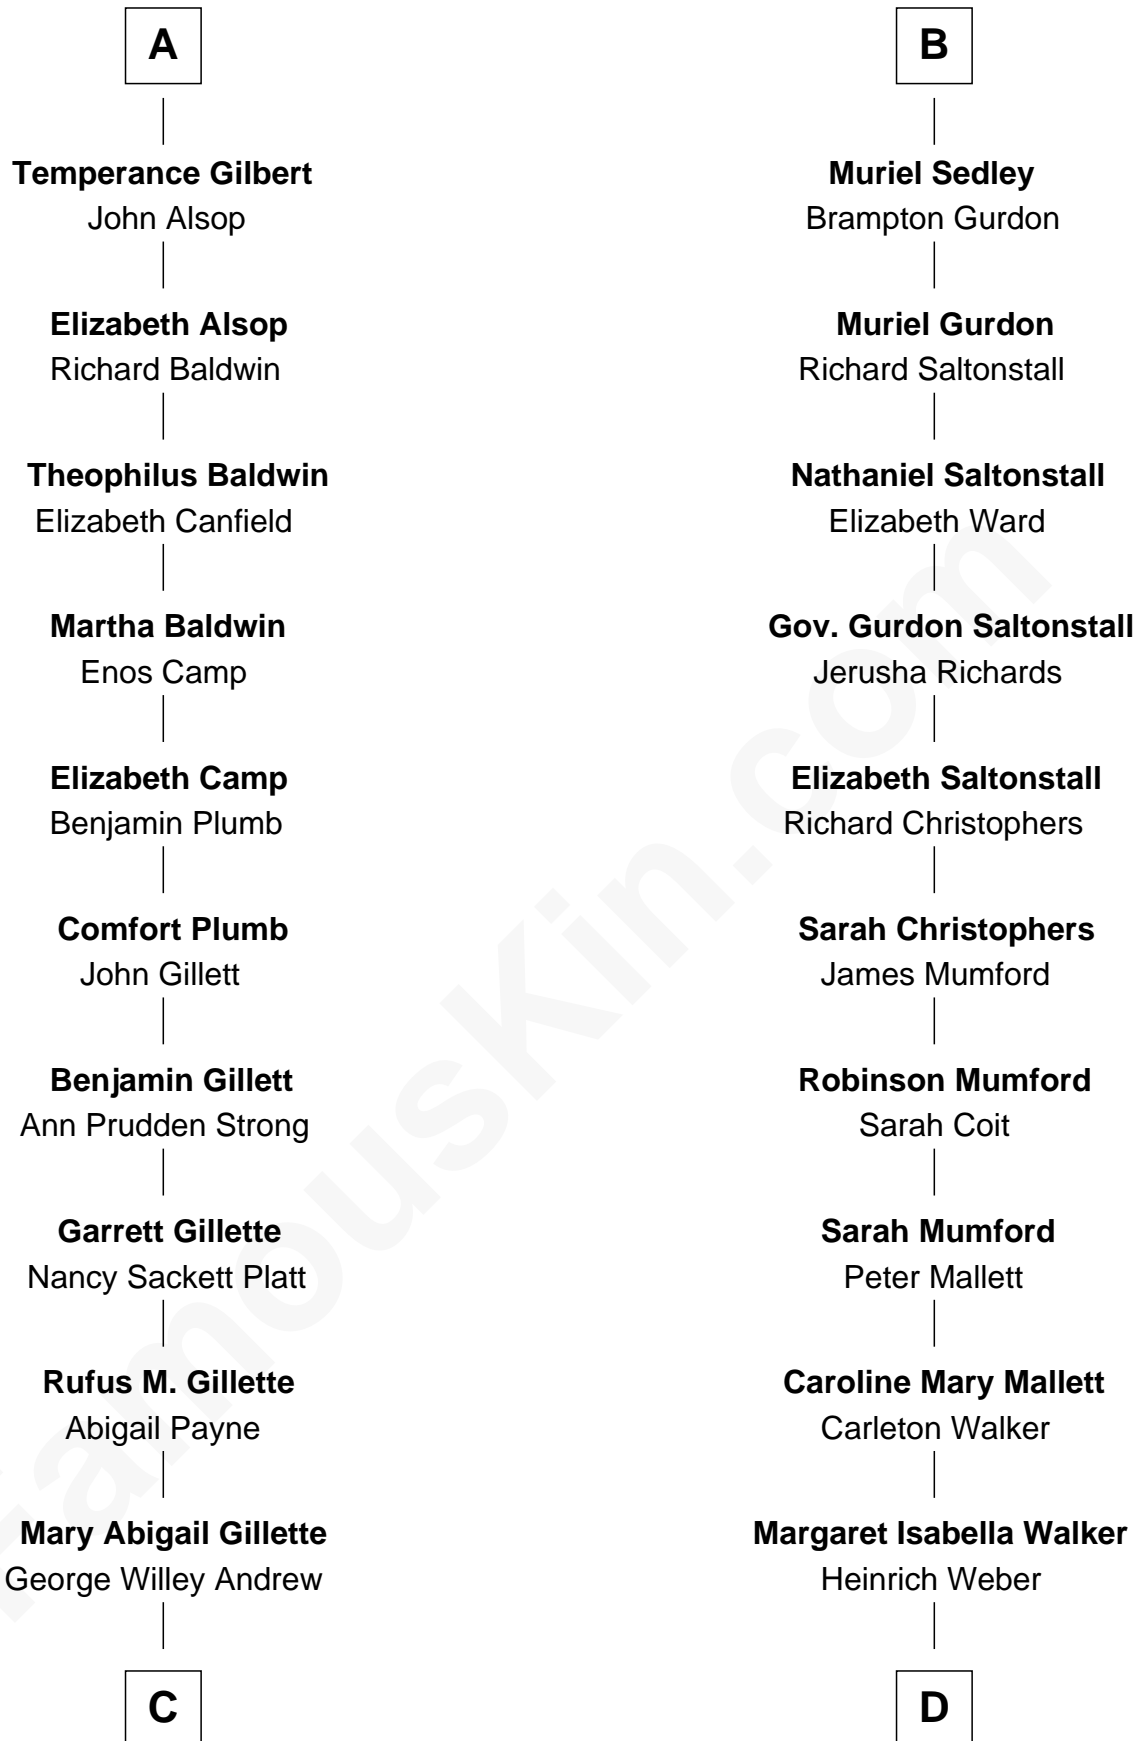 A
Temperance Gilbert
John Alsop
Elizabeth Alsop
Richard Baldwin
Theophilus Baldwin
Elizabeth Canfield
Martha Baldwin
Enos Camp
Elizabeth Camp
Benjamin Plumb
Comfort Plumb
John Gillett
Benjamin Gillett
Ann Prudden Strong
Garrett Gillette
Nancy Sackett Platt
Rufus M. Gillette
Abigail Payne
Mary Abigail Gillette
George Willey Andrew
C
B
Muriel Sedley
Brampton Gurdon
Muriel Gurdon
Richard Saltonstall
Nathaniel Saltonstall
Elizabeth Ward
Gov. Gurdon Saltonstall
Jerusha Richards
Elizabeth Saltonstall
Richard Christophers
Sarah Christophers
James Mumford
Robinson Mumford
Sarah Coit
Sarah Mumford
Peter Mallett
Caroline Mary Mallett
Carleton Walker
Margaret Isabella Walker
Heinrich Weber
D
FamousKin.com